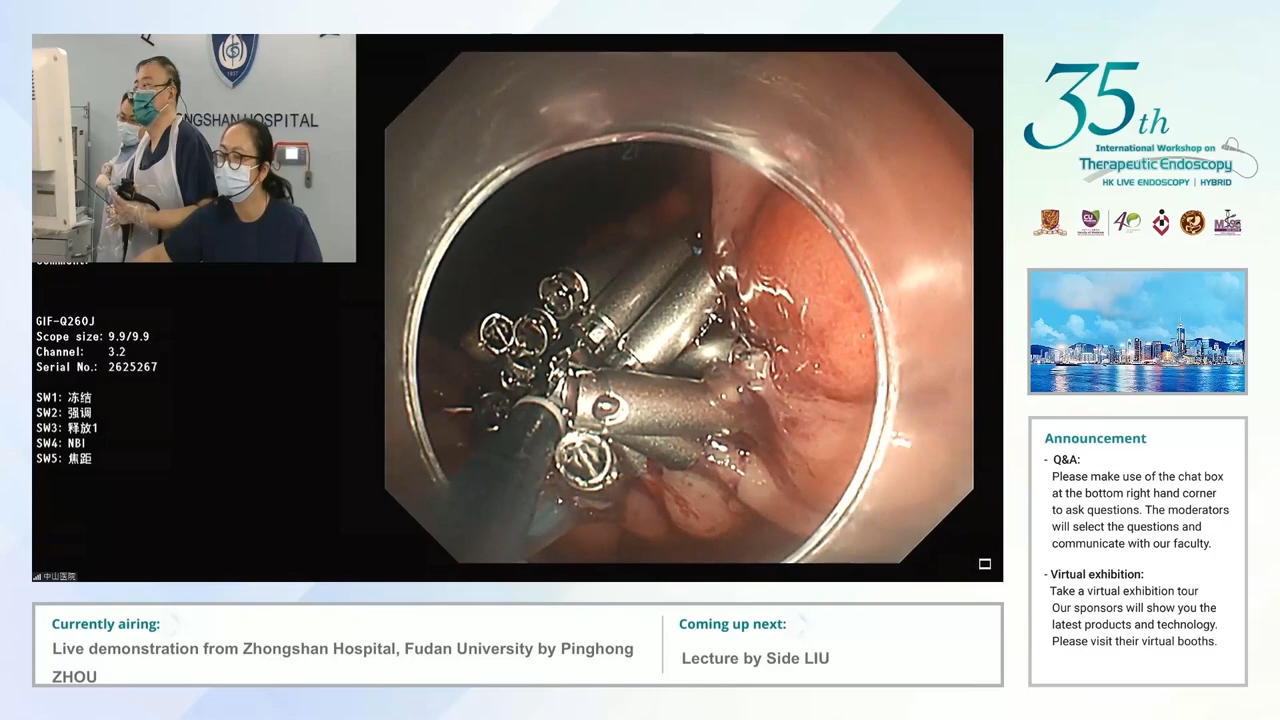 NGSHAN HOSPITAL
1937
GIF-Q260J
Scope size: 9.9/9.9
Channel: 3.2
Serial No.: 2625267
SW1: 冻结
SW2: 强调
SW3: 释放1
SW4: NBI
SW5: 焦距
中山医院
35th
International Workshop on
Therapeutic Endoscopy
HK LIVE ENDOSCOPY | HYBRID
Announcement
- Q&A:
Please make use of the chat box
at the bottom right hand corner
to ask questions. The moderators
will select the questions and
communicate with our faculty.
- Virtual exhibition:
Take a virtual exhibition tour
Our sponsors will show you the
latest products and technology.
Please visit their virtual booths.
Currently airing:
Live demonstration from Zhongshan Hospital, Fudan University by Pinghong
ZHOU
Coming up next:
Lecture by Side LIU